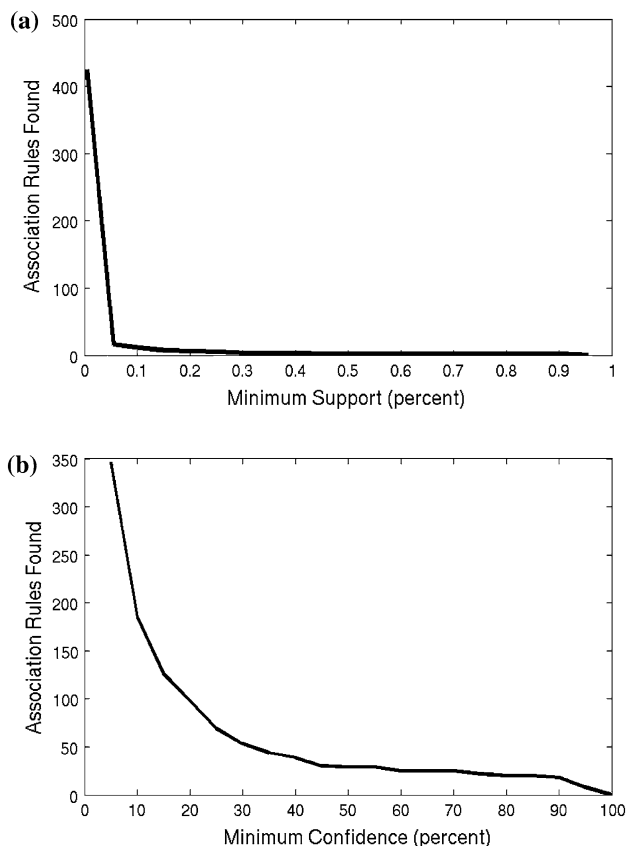 (a)
500
400
300
200
100
0
Association Rules Found
0 0.1 0.2 0.3 0.4 0.5 0.6 0.7 0.8 0.9 1
Minimum Support (percent)
(b)
350
300
250
200
150
100
50
0
Association Rules Found
0 10 20 30 40 50 60 70 80 90 100
Minimum Confidence (percent)